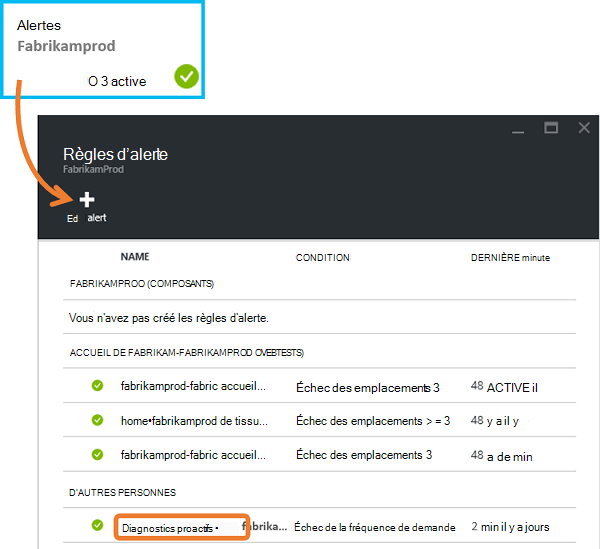 Alertes
Fabrikamprod
O 3 active
Règles d'alerte
FabrikamProd
Ed alert
NAME CONDITION DERNIÈRE minute
FABRIKAMPROO (COMPOSANTS)
Vous n'avez pas créé les règles d'alerte.
ACCUEIL DE FABRIKAM-FABRIKAMPROD OVEBTESTS)
fabrikamprod-fabric accueil... Échec des emplacements 3 48 ACTIVE il
home•fabrikamprod de tissu... Échec des emplacements > = 3 48 y a il y
fabrikamprod-fabric accueil... Échec des emplacements 3 48 a de min
D'AUTRES PERSONNES
Diagnostics proactifs • fabrika... Échec de la fréquence de demande 2 min il y a jours